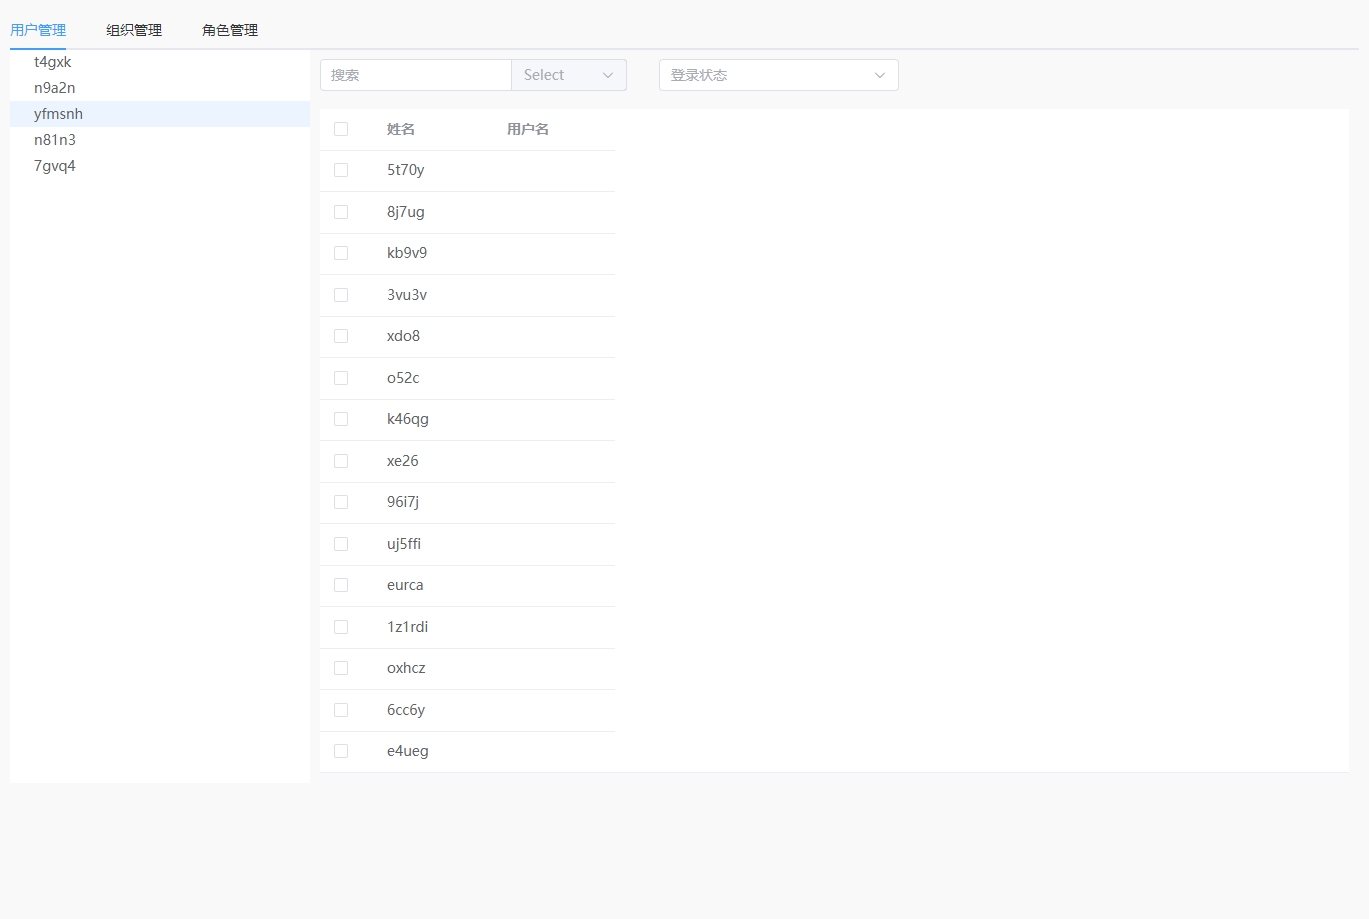 用户管理 组织管理 角色管理
t4gxk
n9a2n
yfmsnh
n81n3
7gvq4
搜索 Select 登录状态
姓名 用户名
5t70y
8j7ug
kb9v9
3vu3v
xdo8
o52c
k46qg
xe26
96i7j
uj5ffi
eurca
1z1rdi
oxhcz
6cc6y
e4ueg